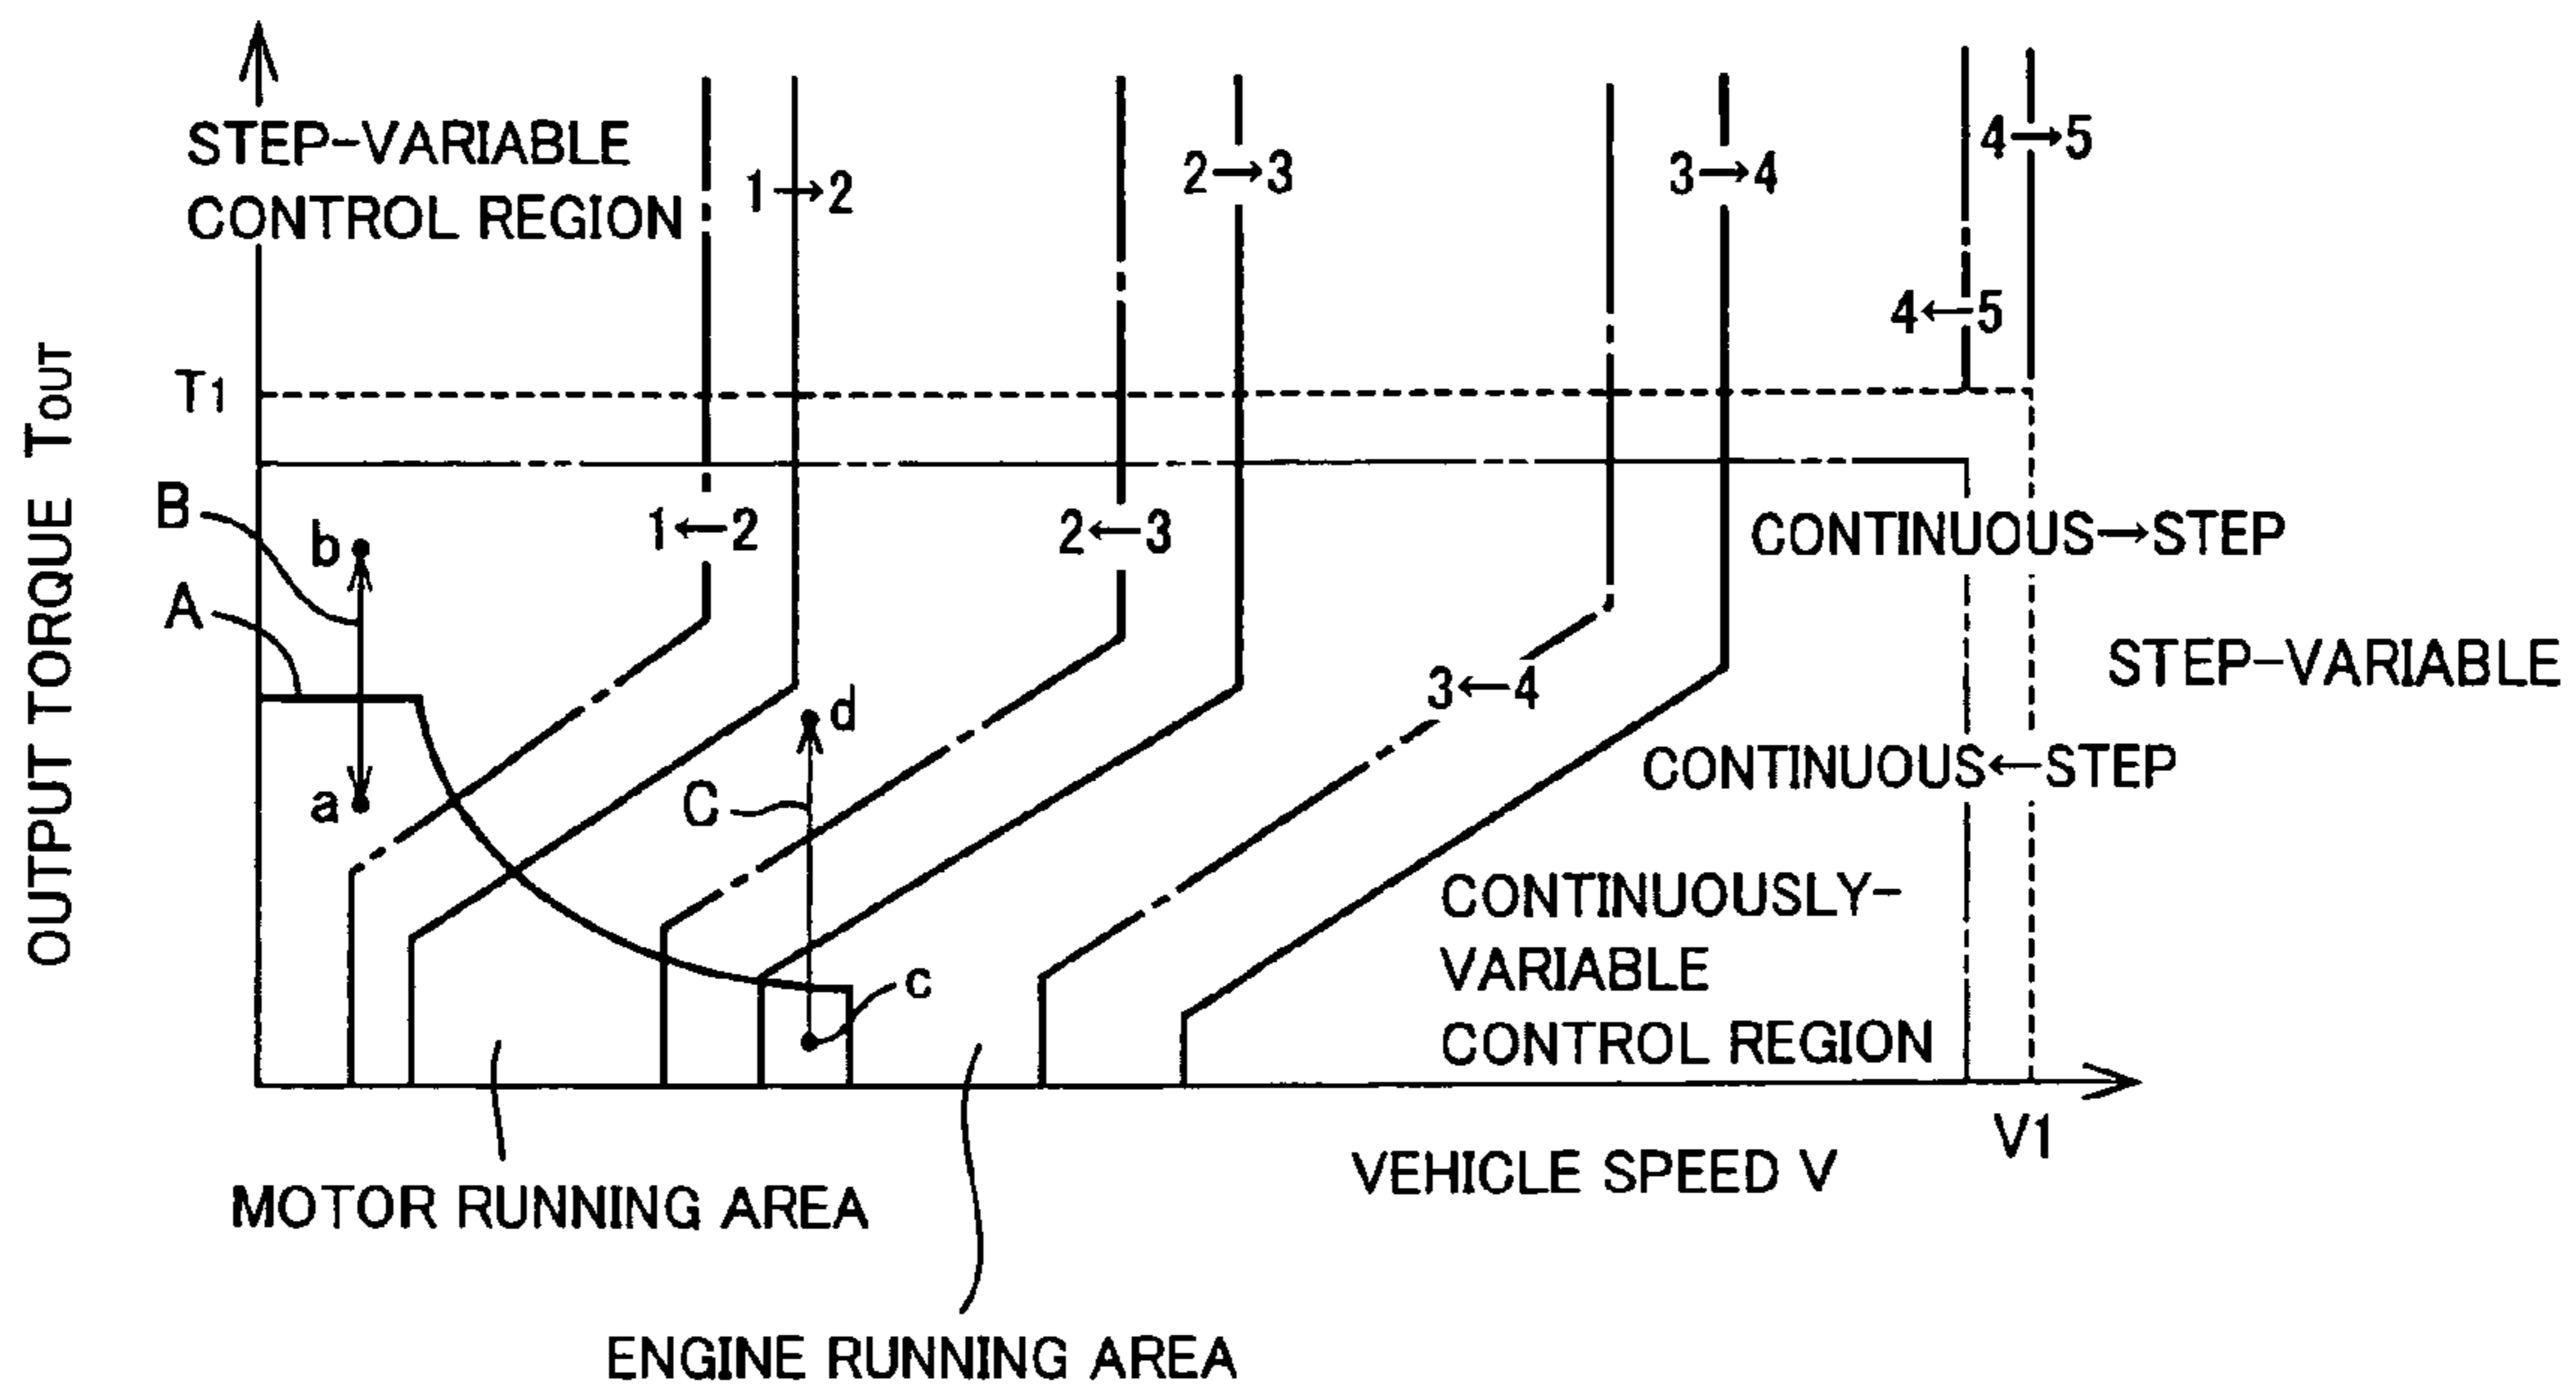 STEP-VARIABLE
CONTROL REGION
1→2
2→3
3→4
4→5
4←5
T1
OUTPUT TORQUE TOUT
B
b
1←2
2←3
CONTINUOUS→STEP
A
STEP-VARIABLE
3←4
d
C
a
CONTINUOUS←STEP
CONTINUOUSLY-
VARIABLE
CONTROL REGION
c
V1
VEHICLE SPEED V
MOTOR RUNNING AREA
ENGINE RUNNING AREA